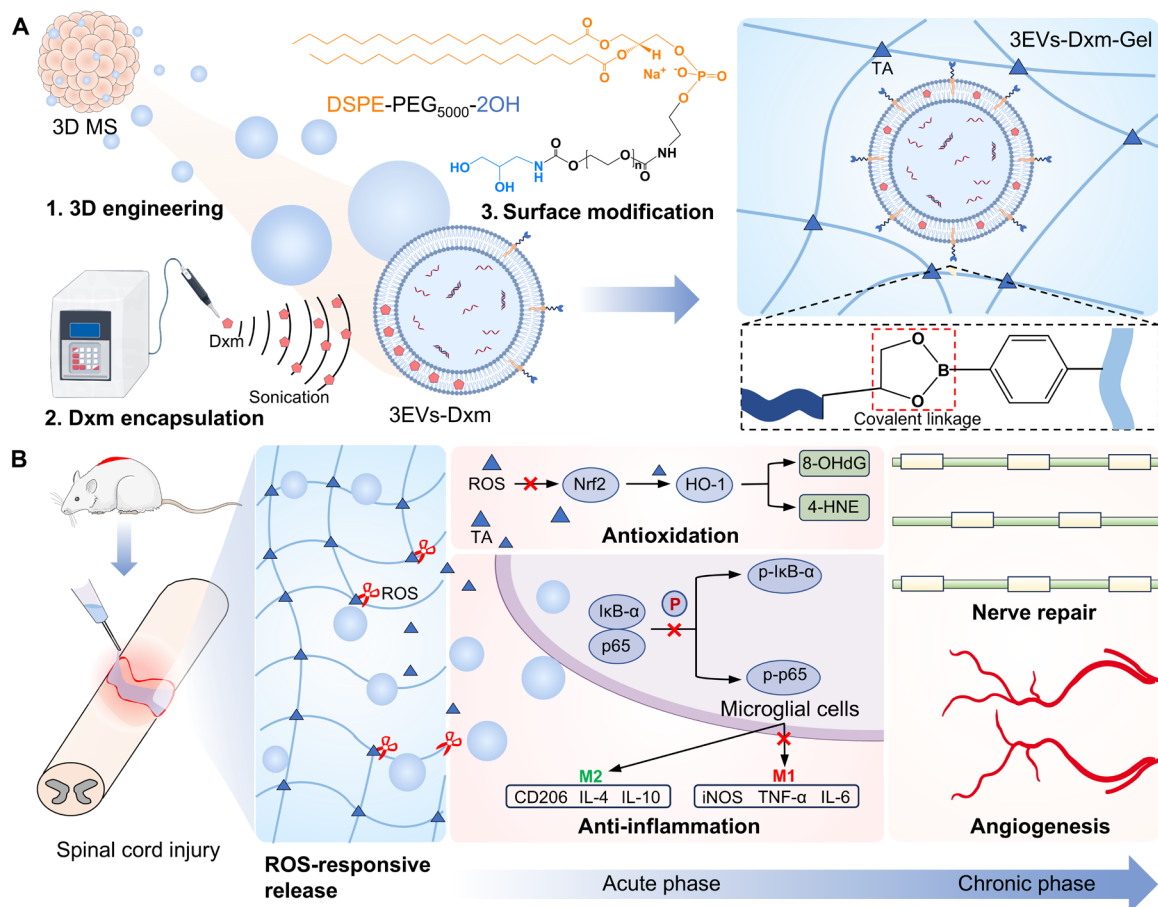 A
3D MS
1. 3D engineering
DSPE-PEG5000-2OH
O
O
O
O
H
Na⁺
⁻O
P
O
O
O
HO
OH
H
N
O
O
O
n
O
NH
3. Surface modification
2. Dxm encapsulation
Dxm
Sonication
3EVs-Dxm
3EVs-Dxm-Gel
TA
O
B
O
Covalent linkage
B
Spinal cord injury
ROS
ROS-responsive
release
ROS
Nrf2
HO-1
8-OHdG
4-HNE
TA
Antioxidation
IκB-α
p65
P
p-IκB-α
p-p65
Microglial cells
M2
M1
CD206 IL-4 IL-10
iNOS TNF-α IL-6
Anti-inflammation
Nerve repair
Angiogenesis
Acute phase
Chronic phase